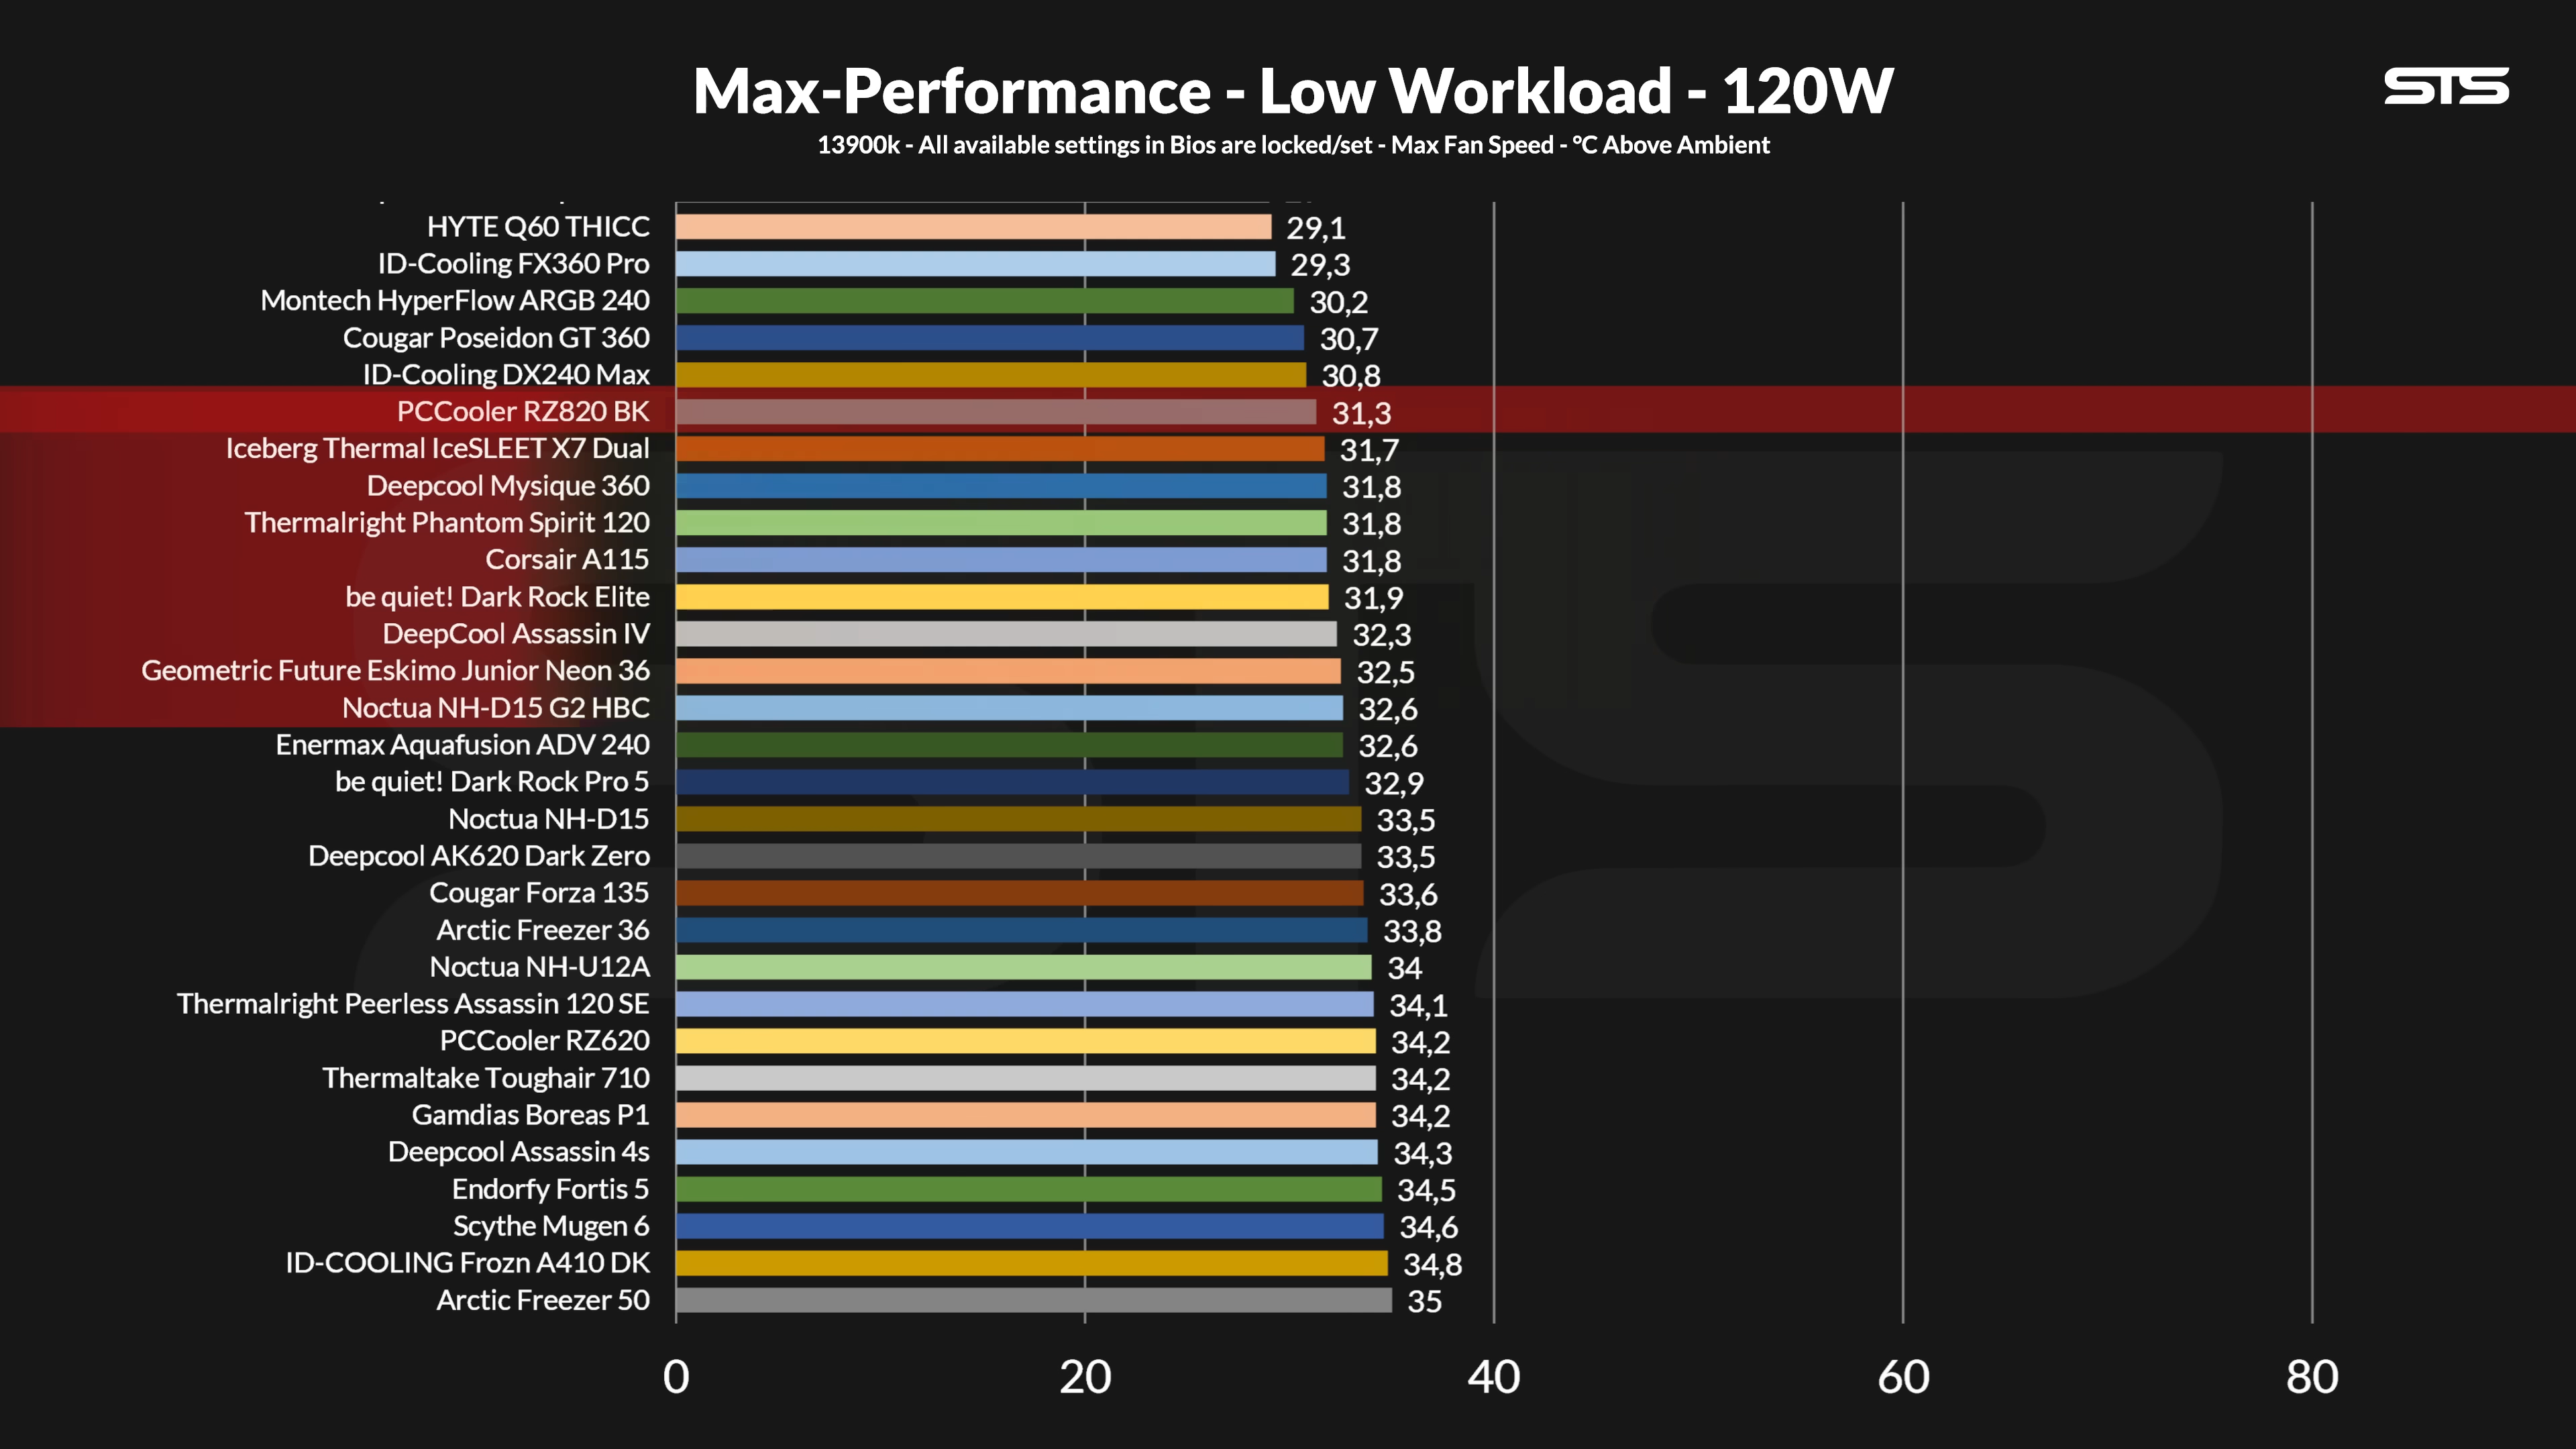 Max-Performance - Low Workload - 120W
STS
13900k - All available settings in Bios are locked/set - Max Fan Speed - °C Above Ambient
HYTE Q60 THICC 29,1
ID-Cooling FX360 Pro 29,3
Montech HyperFlow ARGB 240 30,2
Cougar Poseidon GT 360 30,7
ID-Cooling DX240 Max 30,8
PCCooler RZ820 BK 31,3
Iceberg Thermal IceSLEET X7 Dual 31,7
Deepcool Mysique 360 31,8
Thermalright Phantom Spirit 120 31,8
Corsair A115 31,8
be quiet! Dark Rock Elite 31,9
DeepCool Assassin IV 32,3
Geometric Future Eskimo Junior Neon 36 32,5
Noctua NH-D15 G2 HBC 32,6
Enermax Aquafusion ADV 240 32,6
be quiet! Dark Rock Pro 5 32,9
Noctua NH-D15 33,5
Deepcool AK620 Dark Zero 33,5
Cougar Forza 135 33,6
Arctic Freezer 36 33,8
Noctua NH-U12A 34
Thermalright Peerless Assassin 120 SE 34,1
PCCooler RZ620 34,2
Thermaltake Toughair 710 34,2
Gamdias Boreas P1 34,2
Deepcool Assassin 4s 34,3
Endorfy Fortis 5 34,5
Scythe Mugen 6 34,6
ID-COOLING Frozn A410 DK 34,8
Arctic Freezer 50 35
0 20 40 60 80